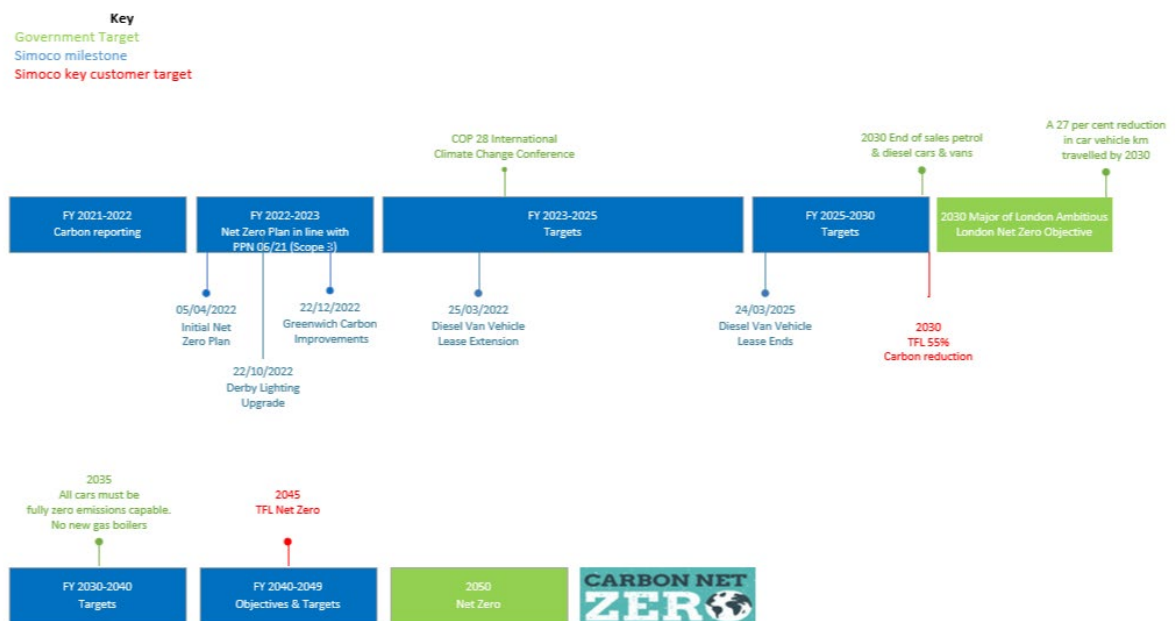 Key
Government Target
Simoco milestone
Simoco key customer target
COP 28 International
Climate Change Conference
2030 End of sales petrol
& diesel cars & vans
A 27 per cent reduction
in car vehicle km
travelled by 2030
FY 2021-2022
Carbon reporting
FY 2022-2023
Net Zero Plan in line with
PPN 06/21 (Scope 3)
FY 2023-2025
Targets
FY 2025-2030
Targets
2030 Major of London Ambitious
London Net Zero Objective
05/04/2022
Initial Net
Zero Plan
22/10/2022
Derby Lighting
Upgrade
22/12/2022
Greenwich Carbon
Improvements
25/03/2022
Diesel Van Vehicle
Lease Extension
24/03/2025
Diesel Van Vehicle
Lease Ends
2030
TFL 55%
Carbon reduction
2035
All cars must be
fully zero emissions capable.
No new gas boilers
2045
TFL Net Zero
FY 2030-2040
Targets
FY 2040-2049
Objectives & Targets
2050
Net Zero
CARBON NET
ZERO